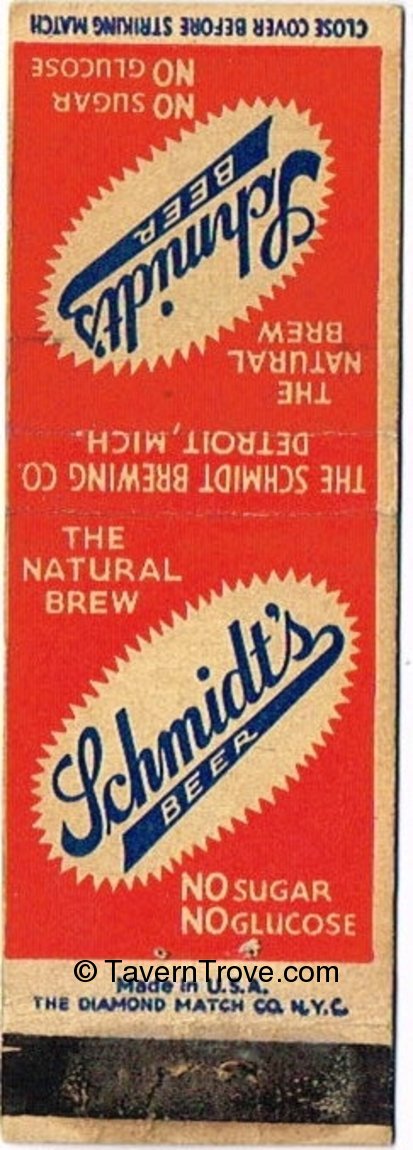 CLOSE COVER BEFORE STRIKING MATCH
THE
NATURAL
BREW
Schmidt's
BEER
NO SUGAR
NO GLUCOSE
THE SCHMIDT BREWING CO.
DETROIT, MICH.
THE
NATURAL
BREW
Schmidt's
BEER
NO SUGAR
NO GLUCOSE
© TavernTrove.com
Made in U.S.A.
THE DIAMOND MATCH CO. N.Y.C.